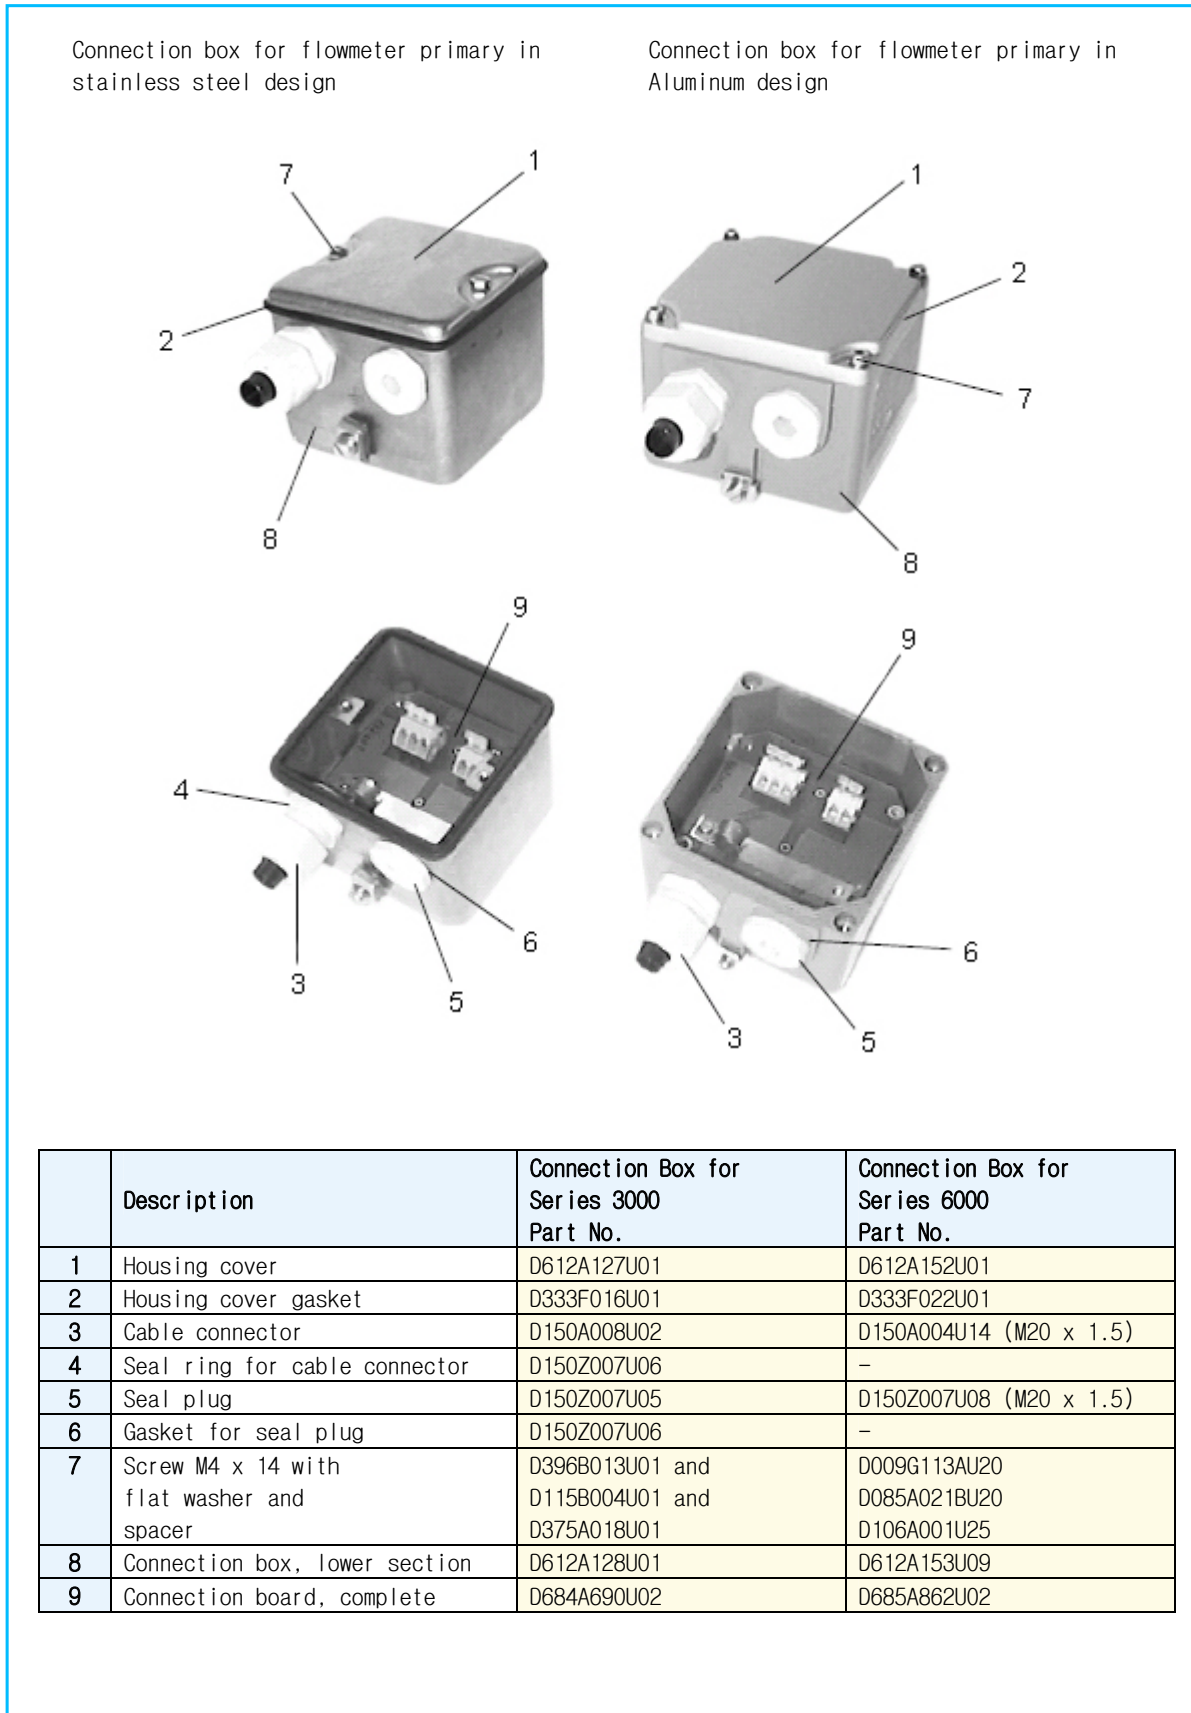 Connection box for flowmeter primary in
stainless steel design
Connection box for flowmeter primary in
Aluminum design
7
1
2
8
1
2
7
8
9
4
6
3
5
9
6
3
5
Description
Connection Box for
Series 3000
Part No.
Connection Box for
Series 6000
Part No.
1 Housing cover D612A127U01 D612A152U01
2 Housing cover gasket D333F016U01 D333F022U01
3 Cable connector D150A008U02 D150A004U14 (M20 x 1.5)
4 Seal ring for cable connector D150Z007U06 -
5 Seal plug D150Z007U05 D150Z007U08 (M20 x 1.5)
6 Gasket for seal plug D150Z007U06 -
7 Screw M4 x 14 with D396B013U01 and D009G113AU20
flat washer and D115B004U01 and D085A021BU20
spacer D375A018U01 D106A001U25
8 Connection box, lower section D612A128U01 D612A153U09
9 Connection board, complete D684A690U02 D685A862U02